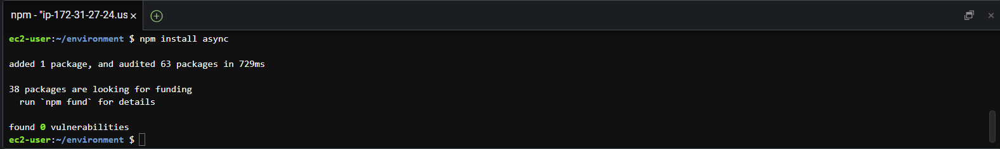 npm - "ip-172-31-27-24.us
ec2-user:~/environment $ npm install async
added 1 package, and audited 63 packages in 729ms
38 packages are looking for funding
run `npm fund` for details
found 0 vulnerabilities
ec2-user:~/environment $